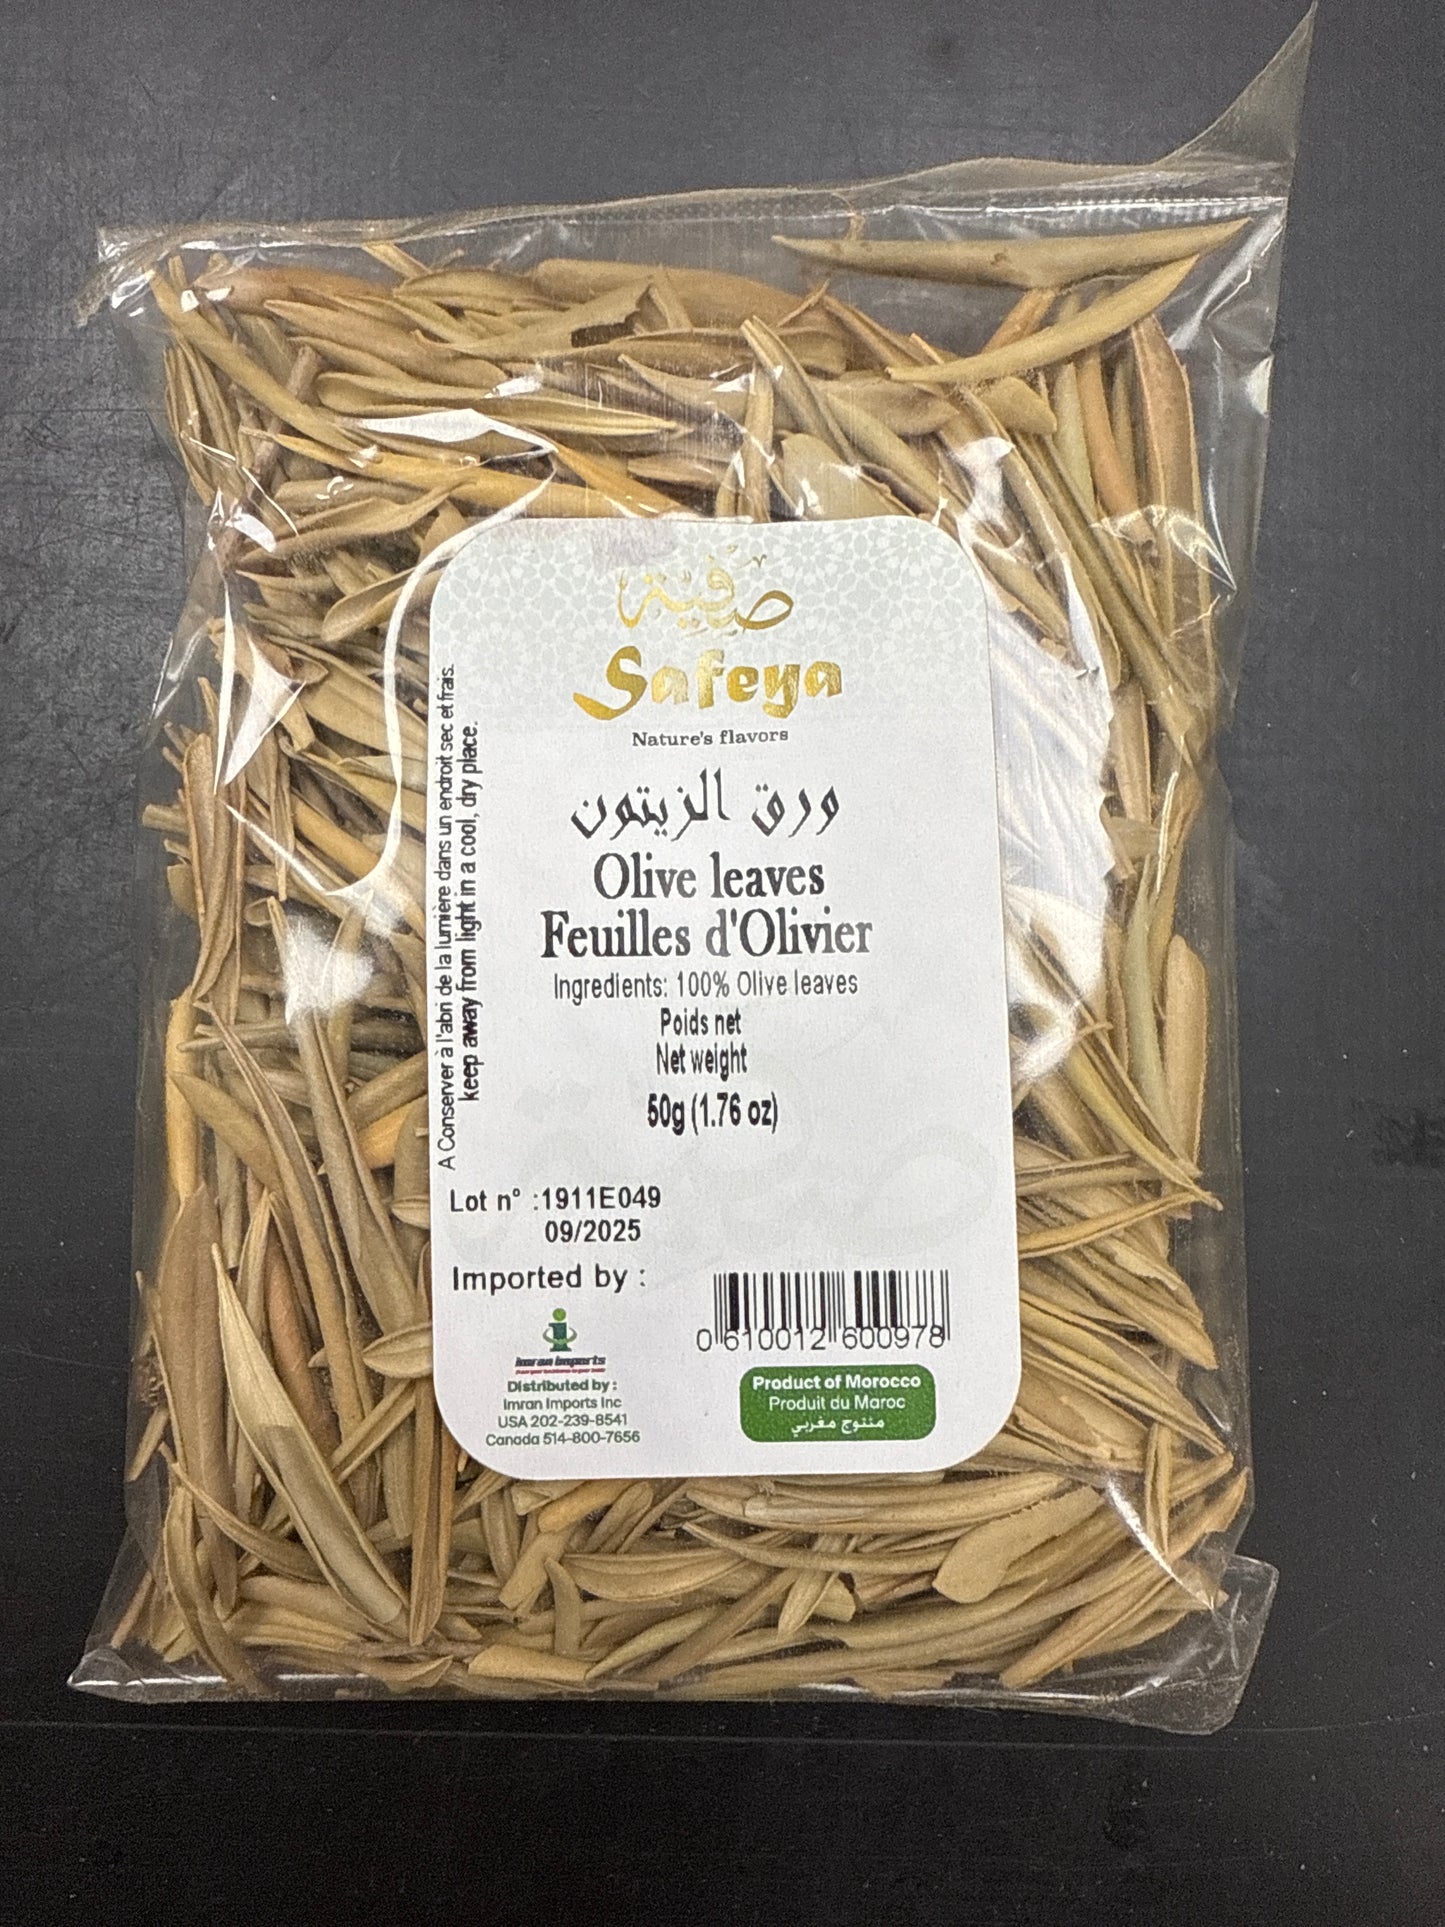 صفية
Safeya
Nature's flavors
ورق الزيتون
Olive leaves
Feuilles d'Olivier
Ingredients: 100% Olive leaves
Poids net
Net weight
50g (1.76 oz)
A Conserver à l'abri de la lumière dans un endroit sec et frais.
keep away from light in a cool, dry place.
Lot n° :1911E049
09/2025
Imported by :
imran imports
Distributed by :
Imran Imports Inc
USA 202-239-8541
Canada 514-800-7656
0 610012 600978
Product of Morocco
Produit du Maroc
منتوج مغربي